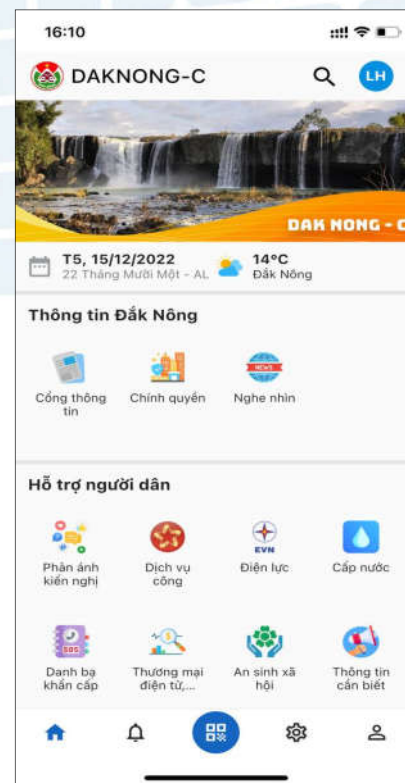 16:10
DAKNONG-C
LH
DAK NONG - C
T5, 15/12/2022
22 Tháng Mười Một - AL
14°C
Đắk Nông
Thông tin Đắk Nông
Cổng thông
tin
Chính quyền
NEWS
Nghe nhìn
Hỗ trợ người dân
Phản ánh
kiến nghị
Dịch vụ
công
EVN
Điện lực
Cấp nước
SOS
Danh bạ
khẩn cấp
Thương mại
điện tử,...
An sinh xã
hội
Thông tin
cần biết